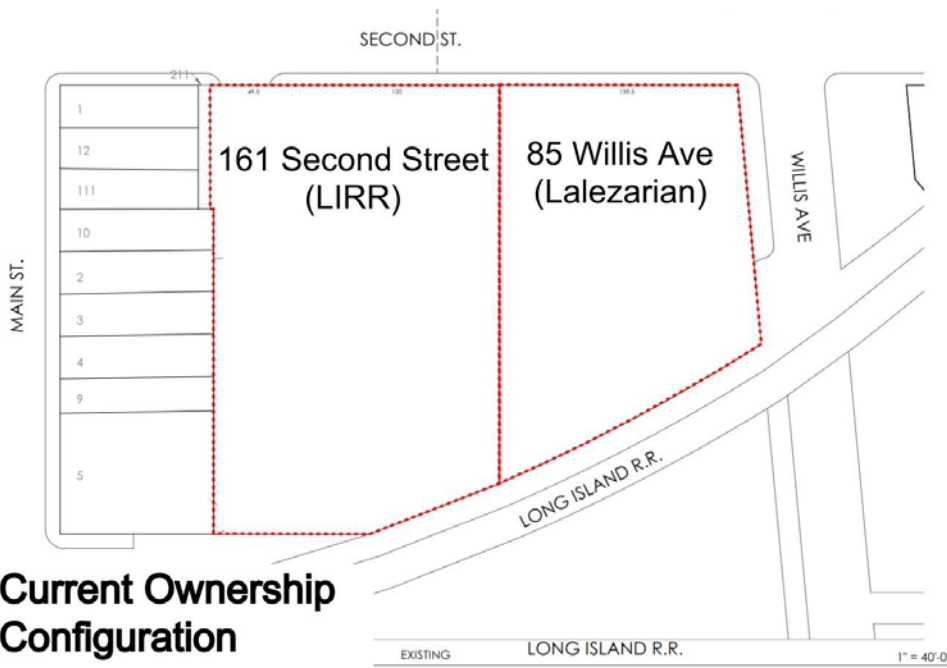 SECOND ST.
211
49.5
120
139.5
1
12
111
10
2
3
4
9
5
161 Second Street
(LIRR)
85 Willis Ave
(Lalezarian)
WILLIS AVE
MAIN ST.
LONG ISLAND R.R.
Current Ownership
Configuration
EXISTING
LONG ISLAND R.R.
1" = 40'-0